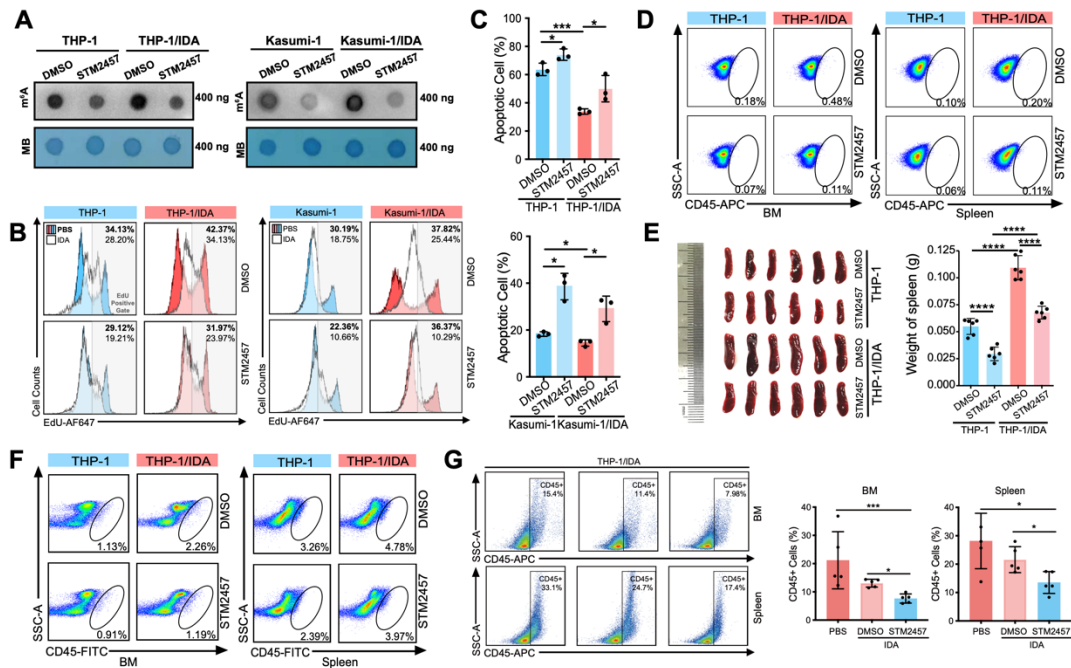 A
THP-1 THP-1/IDA
DMSO STM2457 DMSO STM2457
m⁶A 400 ng
MB 400 ng
Kasumi-1 Kasumi-1/IDA
DMSO STM2457 DMSO STM2457
m⁶A 400 ng
MB 400 ng
B
THP-1 THP-1/IDA
PBS
IDA
34.13%
28.20%
42.37%
34.13%
EdU
Positive
Gate
DMSO
29.12%
19.21%
31.97%
23.97%
STM2457
Cell Counts
EdU-AF647
Kasumi-1 Kasumi-1/IDA
30.19%
18.75%
37.82%
25.44%
DMSO
22.36%
10.66%
36.37%
10.29%
STM2457
Cell Counts
EdU-AF647
C
Apoptic Cell (%)
100
80
60
40
20
0
*** *
*
DMSO STM2457 DMSO STM2457
THP-1 THP-1/IDA
Apoptic Cell (%)
60
40
20
0
* *
*
DMSO STM2457 DMSO STM2457
Kasumi-1 Kasumi-1/IDA
D
THP-1 THP-1/IDA
0.18% 0.48%
DMSO
0.07% 0.11%
STM2457
SSC-A
SSC-A
CD45-APC
BM
THP-1 THP-1/IDA
0.10% 0.20%
DMSO
0.06% 0.11%
STM2457
SSC-A
SSC-A
CD45-APC
Spleen
E
DMSO
STM2457
THP-1
DMSO
STM2457
THP-1/IDA
Weight of spleen (g)
0.125
0.100
0.075
0.050
0.025
0.000
****
**** ****
****
DMSO STM2457 DMSO STM2457
THP-1 THP-1/IDA
F
THP-1 THP-1/IDA
1.13% 2.26%
DMSO
0.91% 1.19%
STM2457
SSC-A
CD45-FITC
BM
THP-1 THP-1/IDA
3.26% 4.78%
DMSO
2.39% 3.97%
STM2457
SSC-A
CD45-FITC
Spleen
G
THP-1/IDA
CD45+
15.4%
CD45+
11.4%
CD45+
7.98%
BM
SSC-A
CD45-APC
CD45+
33.1%
CD45+
24.7%
CD45+
17.4%
Spleen
SSC-A
CD45-APC
BM
CD45+ Cells (%)
40
30
20
10
0
***
*
PBS DMSO STM2457
IDA
Spleen
CD45+ Cells (%)
40
30
20
10
0
*
*
PBS DMSO STM2457
IDA